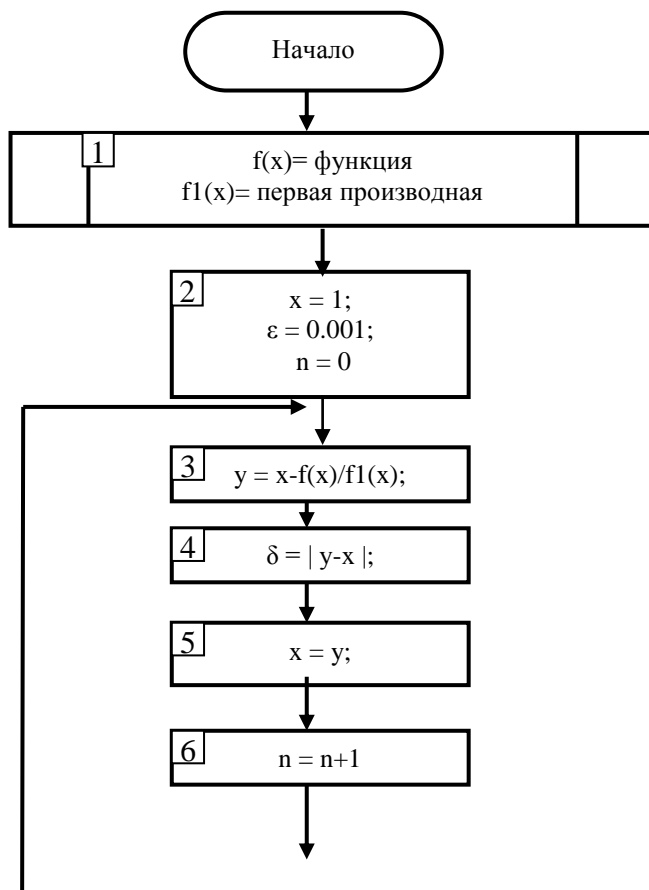 Начало
1
f(x)= функция
f1(x)= первая производная
2
x = 1;
ε = 0.001;
n = 0
3
y = x-f(x)/f1(x);
4
δ = | y-x |;
5
x = y;
6
n = n+1